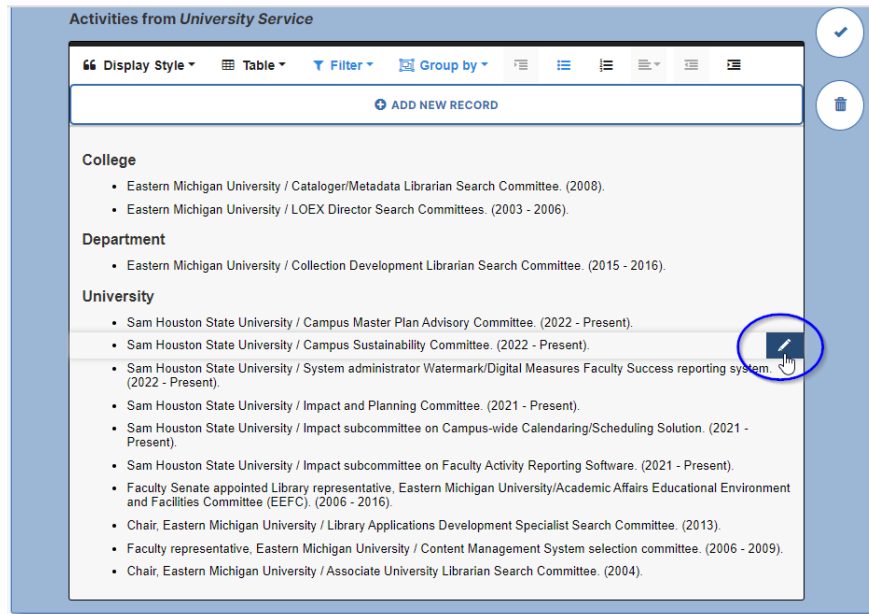 Activities from University Service
Display Style Table Filter Group by
ADD NEW RECORD
College
• Eastern Michigan University / Cataloger/Metadata Librarian Search Committee. (2008).
• Eastern Michigan University / LOEX Director Search Committees. (2003 - 2006).
Department
• Eastern Michigan University / Collection Development Librarian Search Committee. (2015 - 2016).
University
• Sam Houston State University / Campus Master Plan Advisory Committee. (2022 - Present).
• Sam Houston State University / Campus Sustainability Committee. (2022 - Present).
• Sam Houston State University / System administrator Watermark/Digital Measures Faculty Success reporting system.
(2022 - Present).
• Sam Houston State University / Impact and Planning Committee. (2021 - Present).
• Sam Houston State University / Impact subcommittee on Campus-wide Calendaring/Scheduling Solution. (2021 -
Present).
• Sam Houston State University / Impact subcommittee on Faculty Activity Reporting Software. (2021 - Present).
• Faculty Senate appointed Library representative, Eastern Michigan University/Academic Affairs Educational Environment
and Facilities Committee (EEFC). (2006 - 2016).
• Chair, Eastern Michigan University / Library Applications Development Specialist Search Committee. (2013).
• Faculty representative, Eastern Michigan University / Content Management System selection committee. (2006 - 2009).
• Chair, Eastern Michigan University / Associate University Librarian Search Committee. (2004).